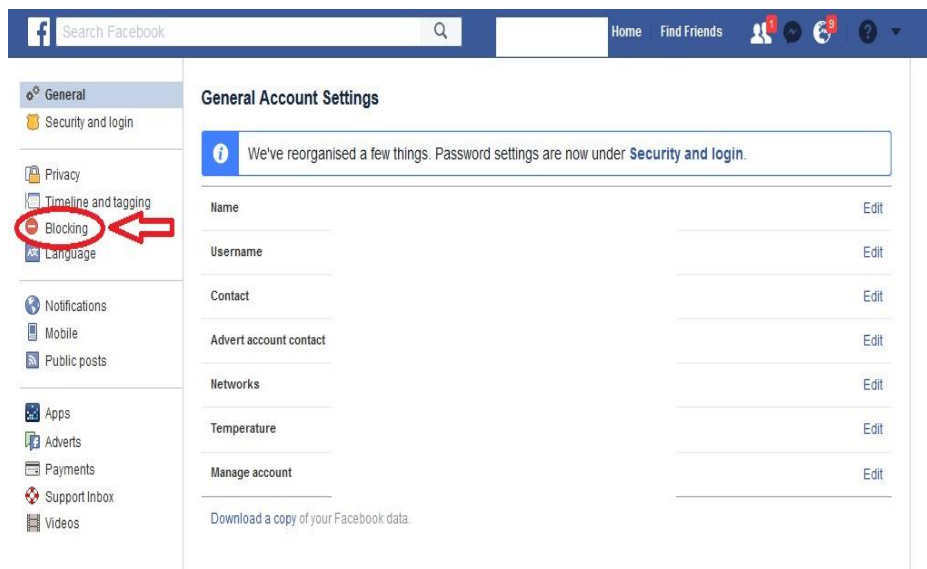 Search Facebook
Home Find Friends 1 9
General
Security and login
Privacy
Timeline and tagging
Blocking
Language
Notifications
Mobile
Public posts
Apps
Adverts
Payments
Support Inbox
Videos
General Account Settings
We've reorganised a few things. Password settings are now under Security and login.
Name Edit
Username Edit
Contact Edit
Advert account contact Edit
Networks Edit
Temperature Edit
Manage account Edit
Download a copy of your Facebook data.